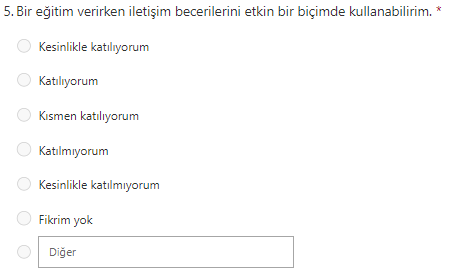 5. Bir eğitim verirken iletişim becerilerini etkin bir biçimde kullanabilirim. *
Kesinlikle katılıyorum
Katılıyorum
Kısmen katılıyorum
Katılmıyorum
Kesinlikle katılmıyorum
Fikrim yok
Diğer